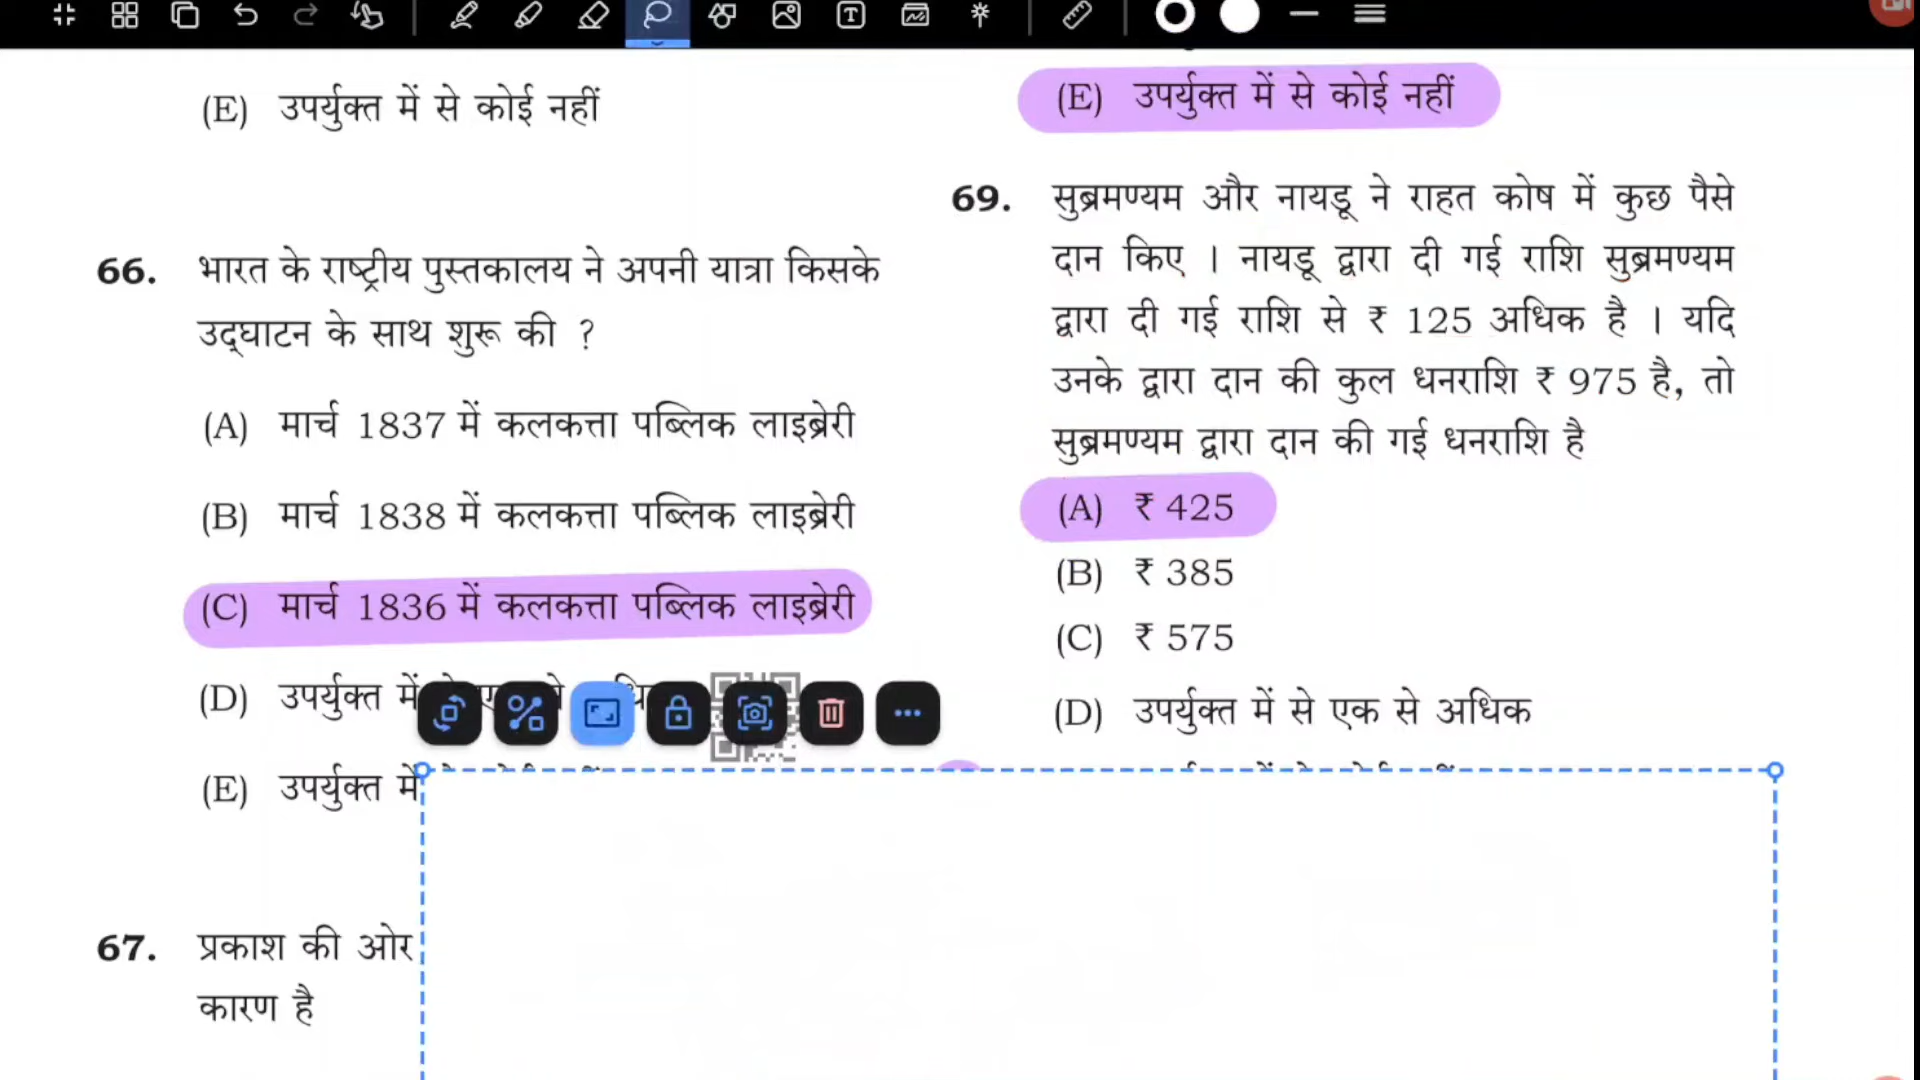 (E) उपर्युक्त में से कोई नहीं
66. भारत के राष्ट्रीय पुस्तकालय ने अपनी यात्रा किसके
उद्घाटन के साथ शुरू की ?
(A) मार्च 1837 में कलकत्ता पब्लिक लाइब्रेरी
(B) मार्च 1838 में कलकत्ता पब्लिक लाइब्रेरी
(C) मार्च 1836 में कलकत्ता पब्लिक लाइब्रेरी
(D) उपर्युक्त में
(E) उपर्युक्त में
67. प्रकाश की ओर
कारण है
(E) उपर्युक्त में से कोई नहीं
69. सुब्रमण्यम और नायडू ने राहत कोष में कुछ पैसे
दान किए । नायडू द्वारा दी गई राशि सुब्रमण्यम
द्वारा दी गई राशि से ₹ 125 अधिक है । यदि
उनके द्वारा दान की कुल धनराशि ₹ 975 है, तो
सुब्रमण्यम द्वारा दान की गई धनराशि है
(A) ₹ 425
(B) ₹ 385
(C) ₹ 575
(D) उपर्युक्त में से एक से अधिक